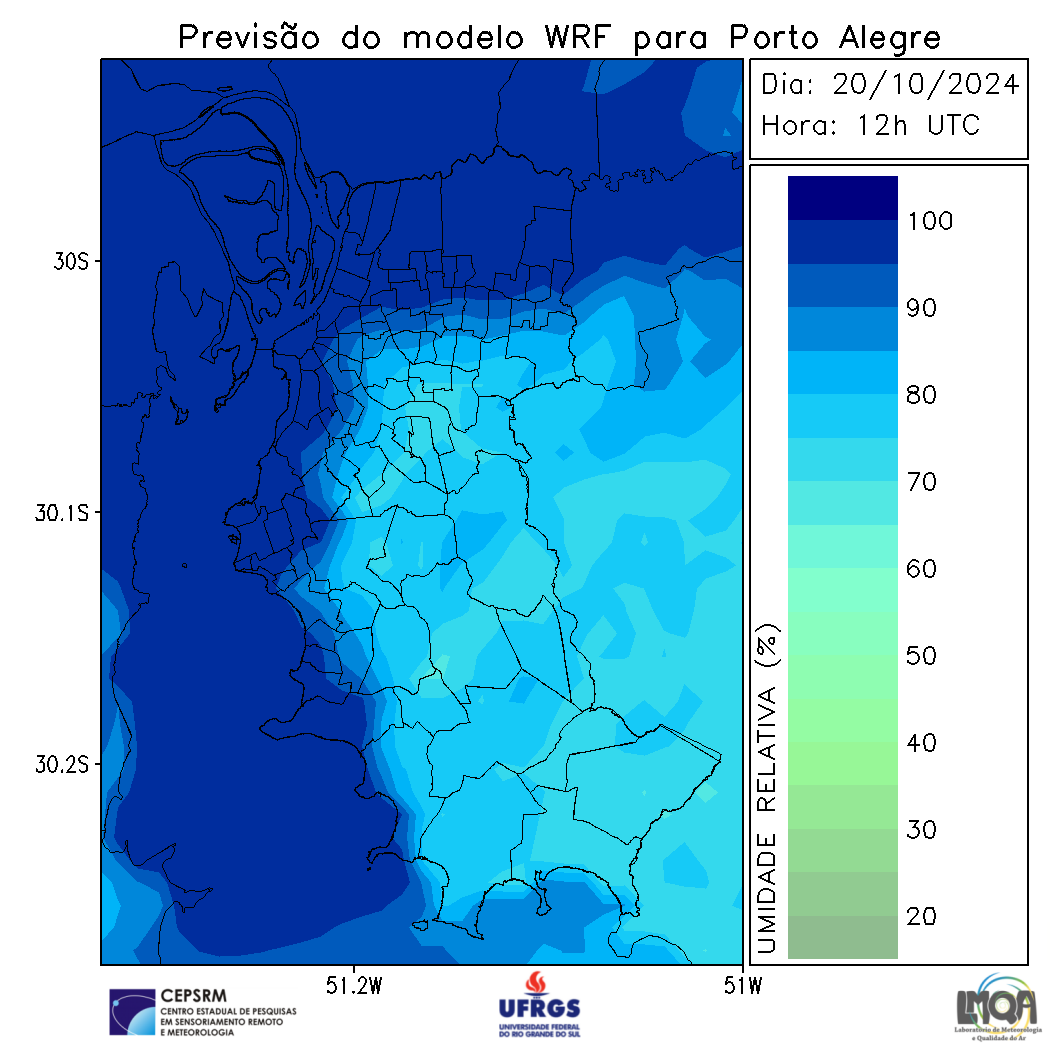 Previsão do modelo WRF para Porto Alegre
Dia: 20/10/2024
Hora: 12h UTC
100
90
80
70
60
50
40
30
20
UMIDADE RELATIVA (%)
30S
30.1S
30.2S
51.2W
51W
CEPSRM
CENTRO ESTADUAL DE PESQUISAS
EM SENSORIAMENTO REMOTO
E METEOROLOGIA
UFRGS
UNIVERSIDADE FEDERAL
DO RIO GRANDE DO SUL
LMQA
Laboratório de Meteorologia
e Qualidade do Ar